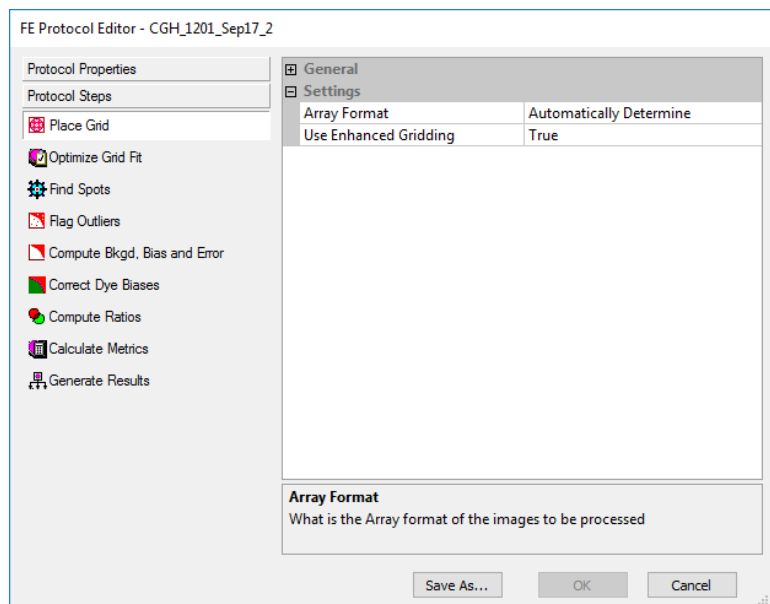 FE Protocol Editor - CGH_1201_Sep17_2
Protocol Properties
Protocol Steps
Place Grid
Optimize Grid Fit
Find Spots
Flag Outliers
Compute Bkgd, Bias and Error
Correct Dye Biases
Compute Ratios
Calculate Metrics
Generate Results
General
Settings
Array Format Automatically Determine
Use Enhanced Gridding True
Array Format
What is the Array format of the images to be processed
Save As... OK Cancel